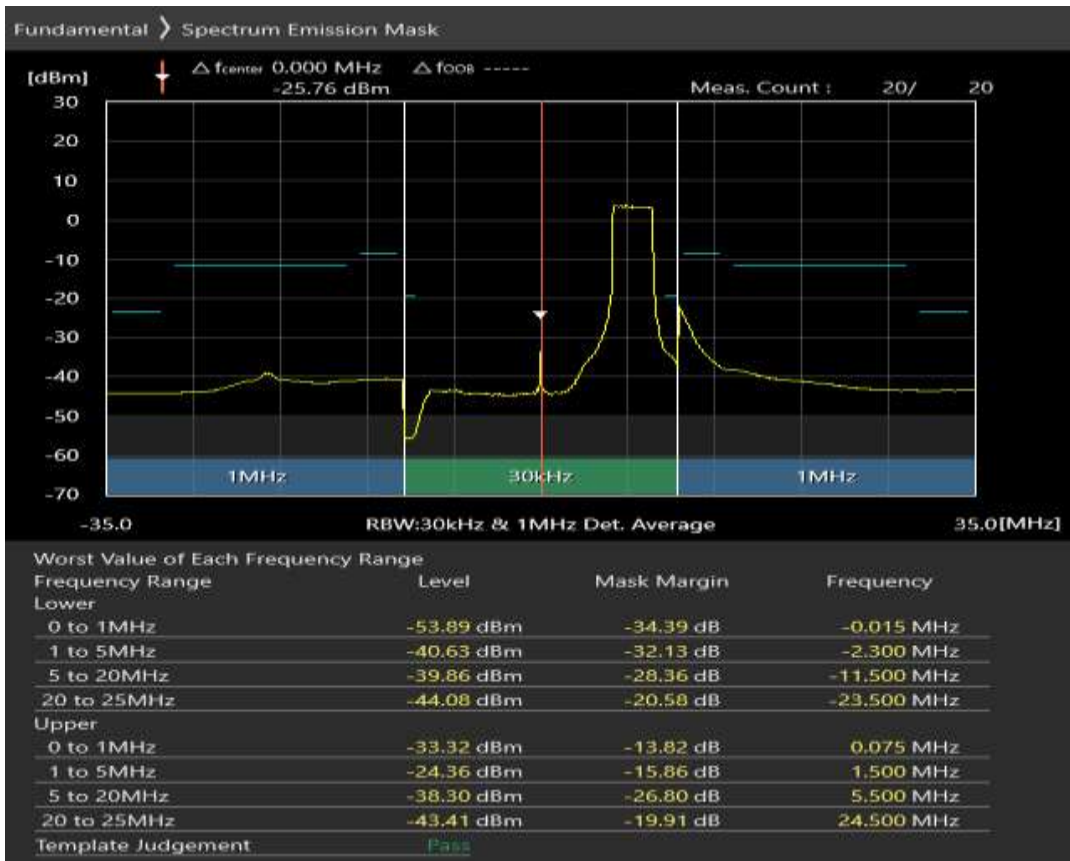 Fundamental 〉 Spectrum Emission Mask
[dBm] △ fcenter 0.000 MHz △ fOOB -----
-25.76 dBm Meas. Count : 20/ 20
30
20
10
0
-10
-20
-30
-40
-50
-60
1MHz 30kHz 1MHz
-70
-35.0 RBW:30kHz & 1MHz Det. Average 35.0[MHz]
Worst Value of Each Frequency Range
Frequency Range Level Mask Margin Frequency
Lower
0 to 1MHz -53.89 dBm -34.39 dB -0.015 MHz
1 to 5MHz -40.63 dBm -32.13 dB -2.300 MHz
5 to 20MHz -39.86 dBm -28.36 dB -11.500 MHz
20 to 25MHz -44.08 dBm -20.58 dB -23.500 MHz
Upper
0 to 1MHz -33.32 dBm -13.82 dB 0.075 MHz
1 to 5MHz -24.36 dBm -15.86 dB 1.500 MHz
5 to 20MHz -38.30 dBm -26.80 dB 5.500 MHz
20 to 25MHz -43.41 dBm -19.91 dB 24.500 MHz
Template Judgement Pass